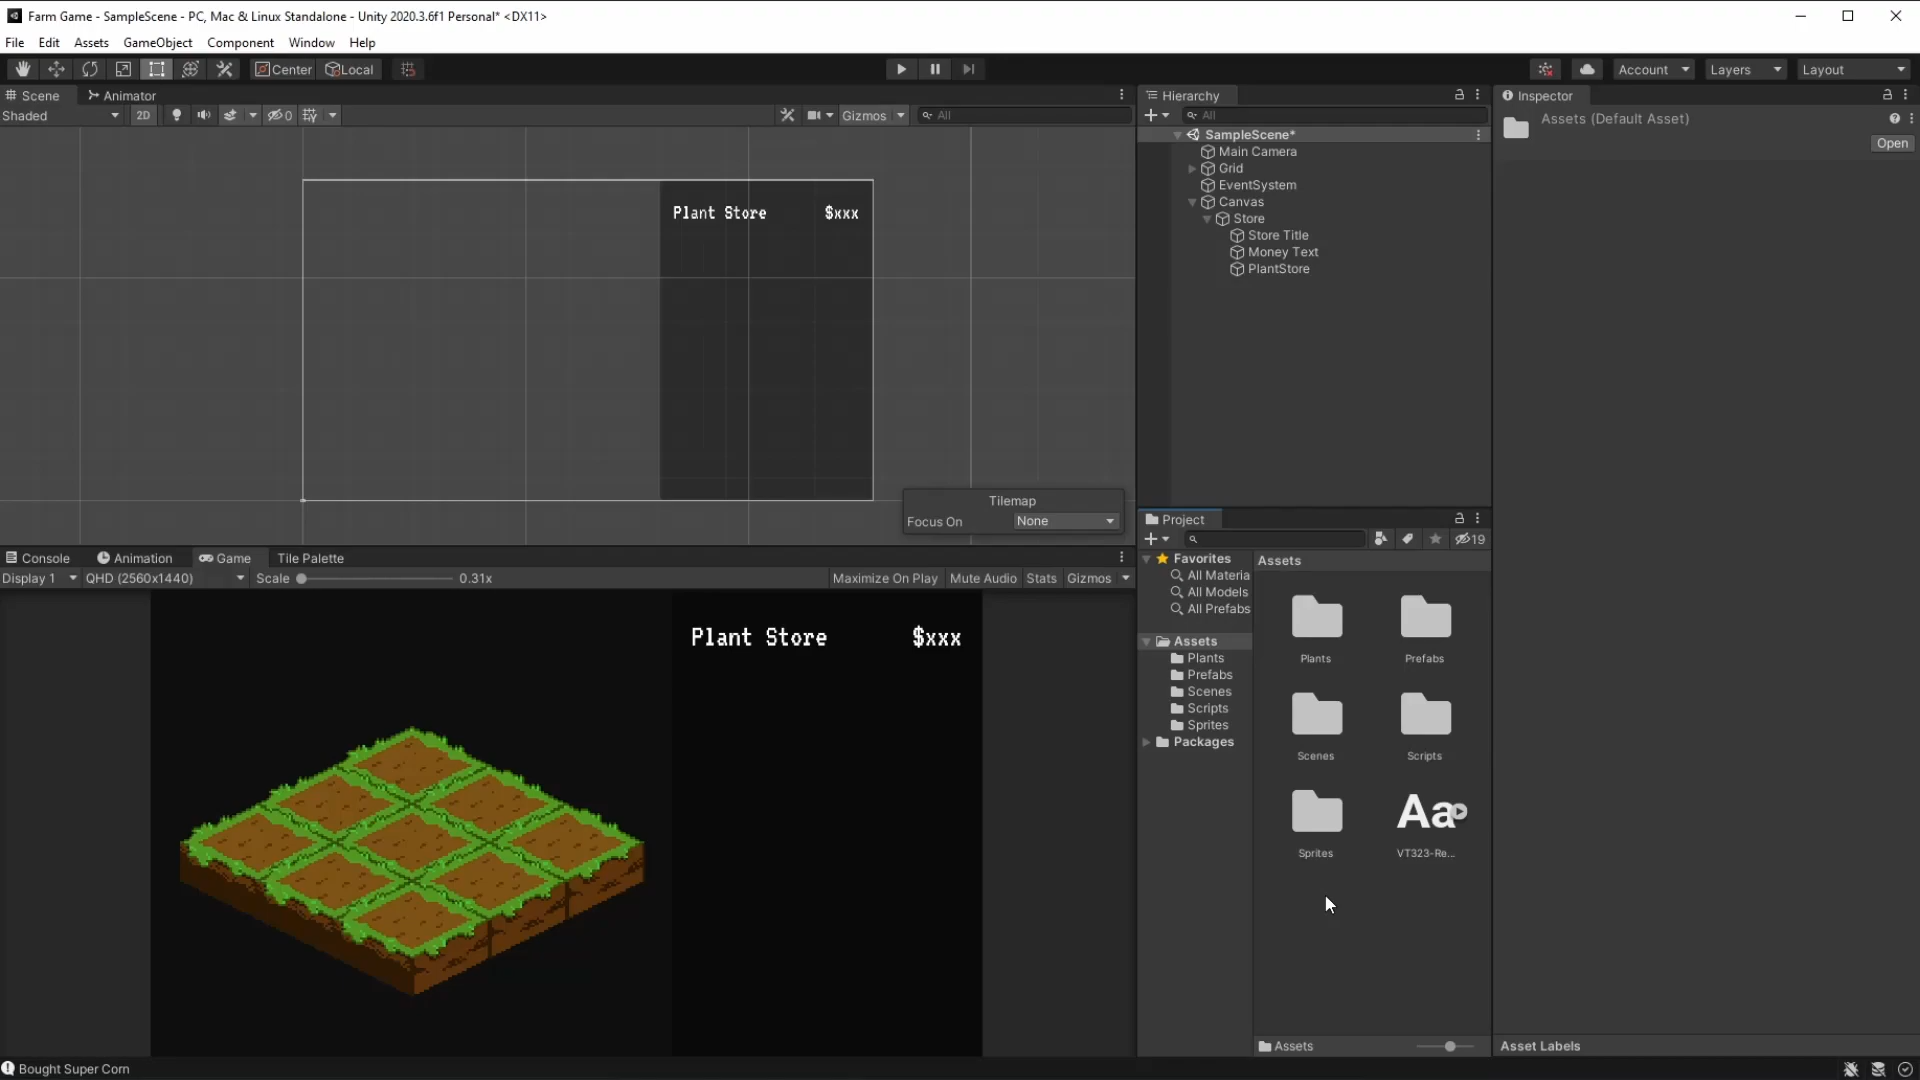 Farm Game - SampleScene - PC, Mac & Linux Standalone - Unity 2020.3.6f1 Personal* <DX11>
File Edit Assets GameObject Component Window Help
Center Local Account Layers Layout
Scene Animator
Shaded 2D 0 Gizmos All
Plant Store $xxx
Tilemap
Focus On None
Hierarchy
All
SampleScene*
Main Camera
Grid
EventSystem
Canvas
Store
Store Title
Money Text
PlantStore
Inspector
Assets (Default Asset)
Open
Console Animation Game Tile Palette
Display 1 QHD (2560x1440) Scale 0.31x Maximize On Play Mute Audio Stats Gizmos
Plant Store $xxx
Project
19
Favorites
All Materia
All Models
All Prefabs
Assets
Plants
Prefabs
Scenes
Scripts
Sprites
Packages
Assets
Plants Prefabs
Scenes Scripts
Aa
Sprites VT323-Re...
Assets
Asset Labels
Bought Super Corn